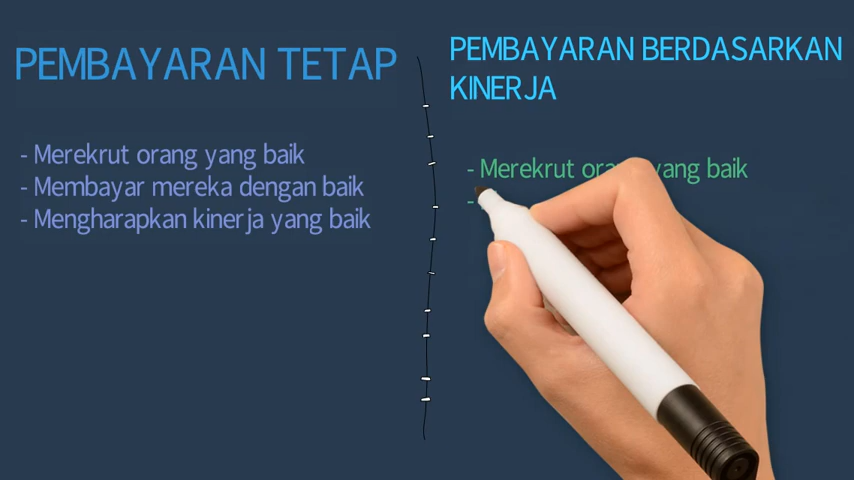 PEMBAYARAN TETAP
- Merekrut orang yang baik
- Membayar mereka dengan baik
- Mengharapkan kinerja yang baik
PEMBAYARAN BERDASARKAN
KINERJA
- Merekrut orang yang baik
-